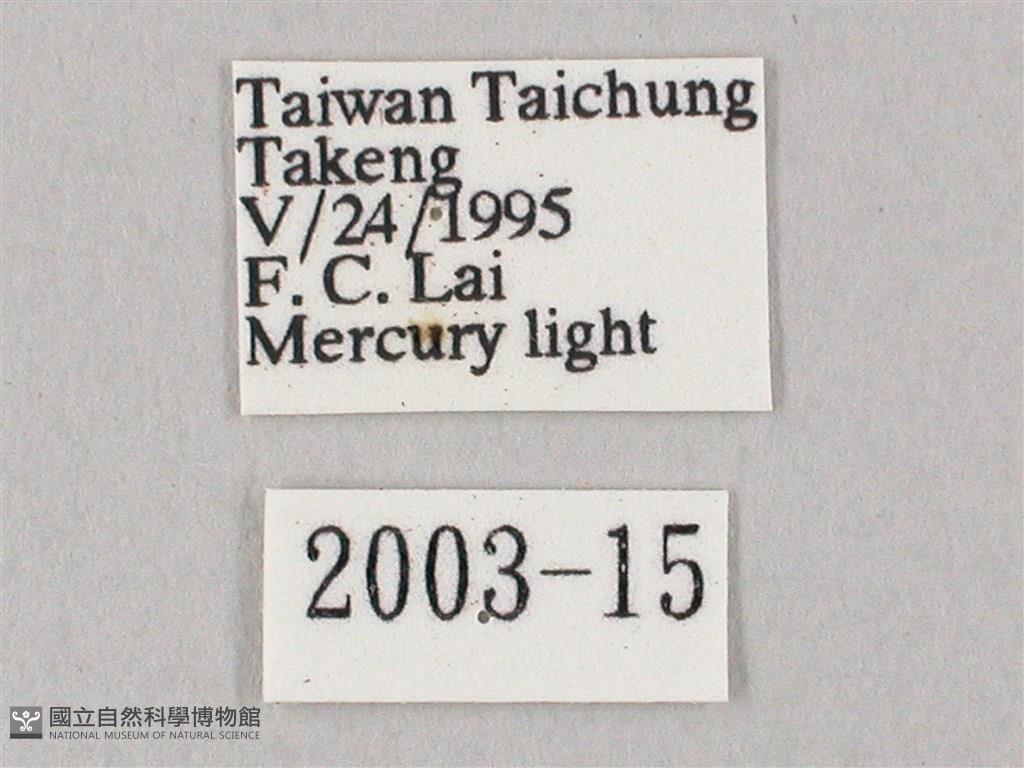 Taiwan Taichung
Takeng
V/24/1995
F. C. Lai
Mercury light
2003-15
國立自然科學博物館
NATIONAL MUSEUM OF NATURAL SCIENCE